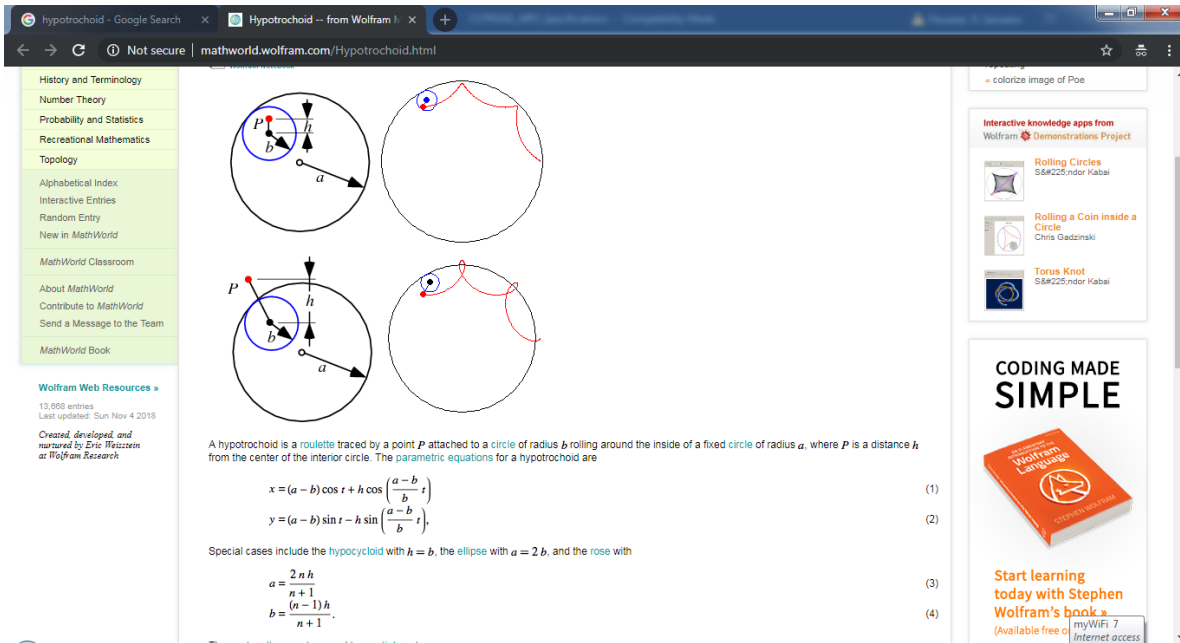 hypotrochoid - Google Search
Hypotrochoid -- from Wolfram M
Not secure | mathworld.wolfram.com/Hypotrochoid.html
History and Terminology
Number Theory
Probability and Statistics
Recreational Mathematics
Topology
Alphabetical Index
Interactive Entries
Random Entry
New in MathWorld
MathWorld Classroom
About MathWorld
Contribute to MathWorld
Send a Message to the Team
MathWorld Book
Wolfram Web Resources »
13,668 entries
Last updated: Sun Nov 4 2018
Created, developed, and
nurtured by Eric Weisstein
at Wolfram Research
P
h
b
a
P
h
b
a
A hypotrochoid is a roulette traced by a point P attached to a circle of radius b rolling around the inside of a fixed circle of radius a, where P is a distance h
from the center of the interior circle. The parametric equations for a hypotrochoid are
x = (a − b) cos t + h cos ((a − b)/b t) (1)
y = (a − b) sin t − h sin ((a − b)/b t), (2)
Special cases include the hypocycloid with h = b, the ellipse with a = 2 b, and the rose with
a = 2 n h / n + 1 (3)
b = (n − 1) h / n + 1 . (4)
» colorize image of Poe
Interactive knowledge apps from
Wolfram Demonstrations Project
Rolling Circles
S&#225;ndor Kabai
Rolling a Coin inside a
Circle
Chris Gadzinski
Torus Knot
S&#225;ndor Kabai
CODING MADE
SIMPLE
Wolfram
Language
STEPHEN WOLFRAM
Start learning
today with Stephen
Wolfram's book »
(Available free o
myWiFi 7
Internet access